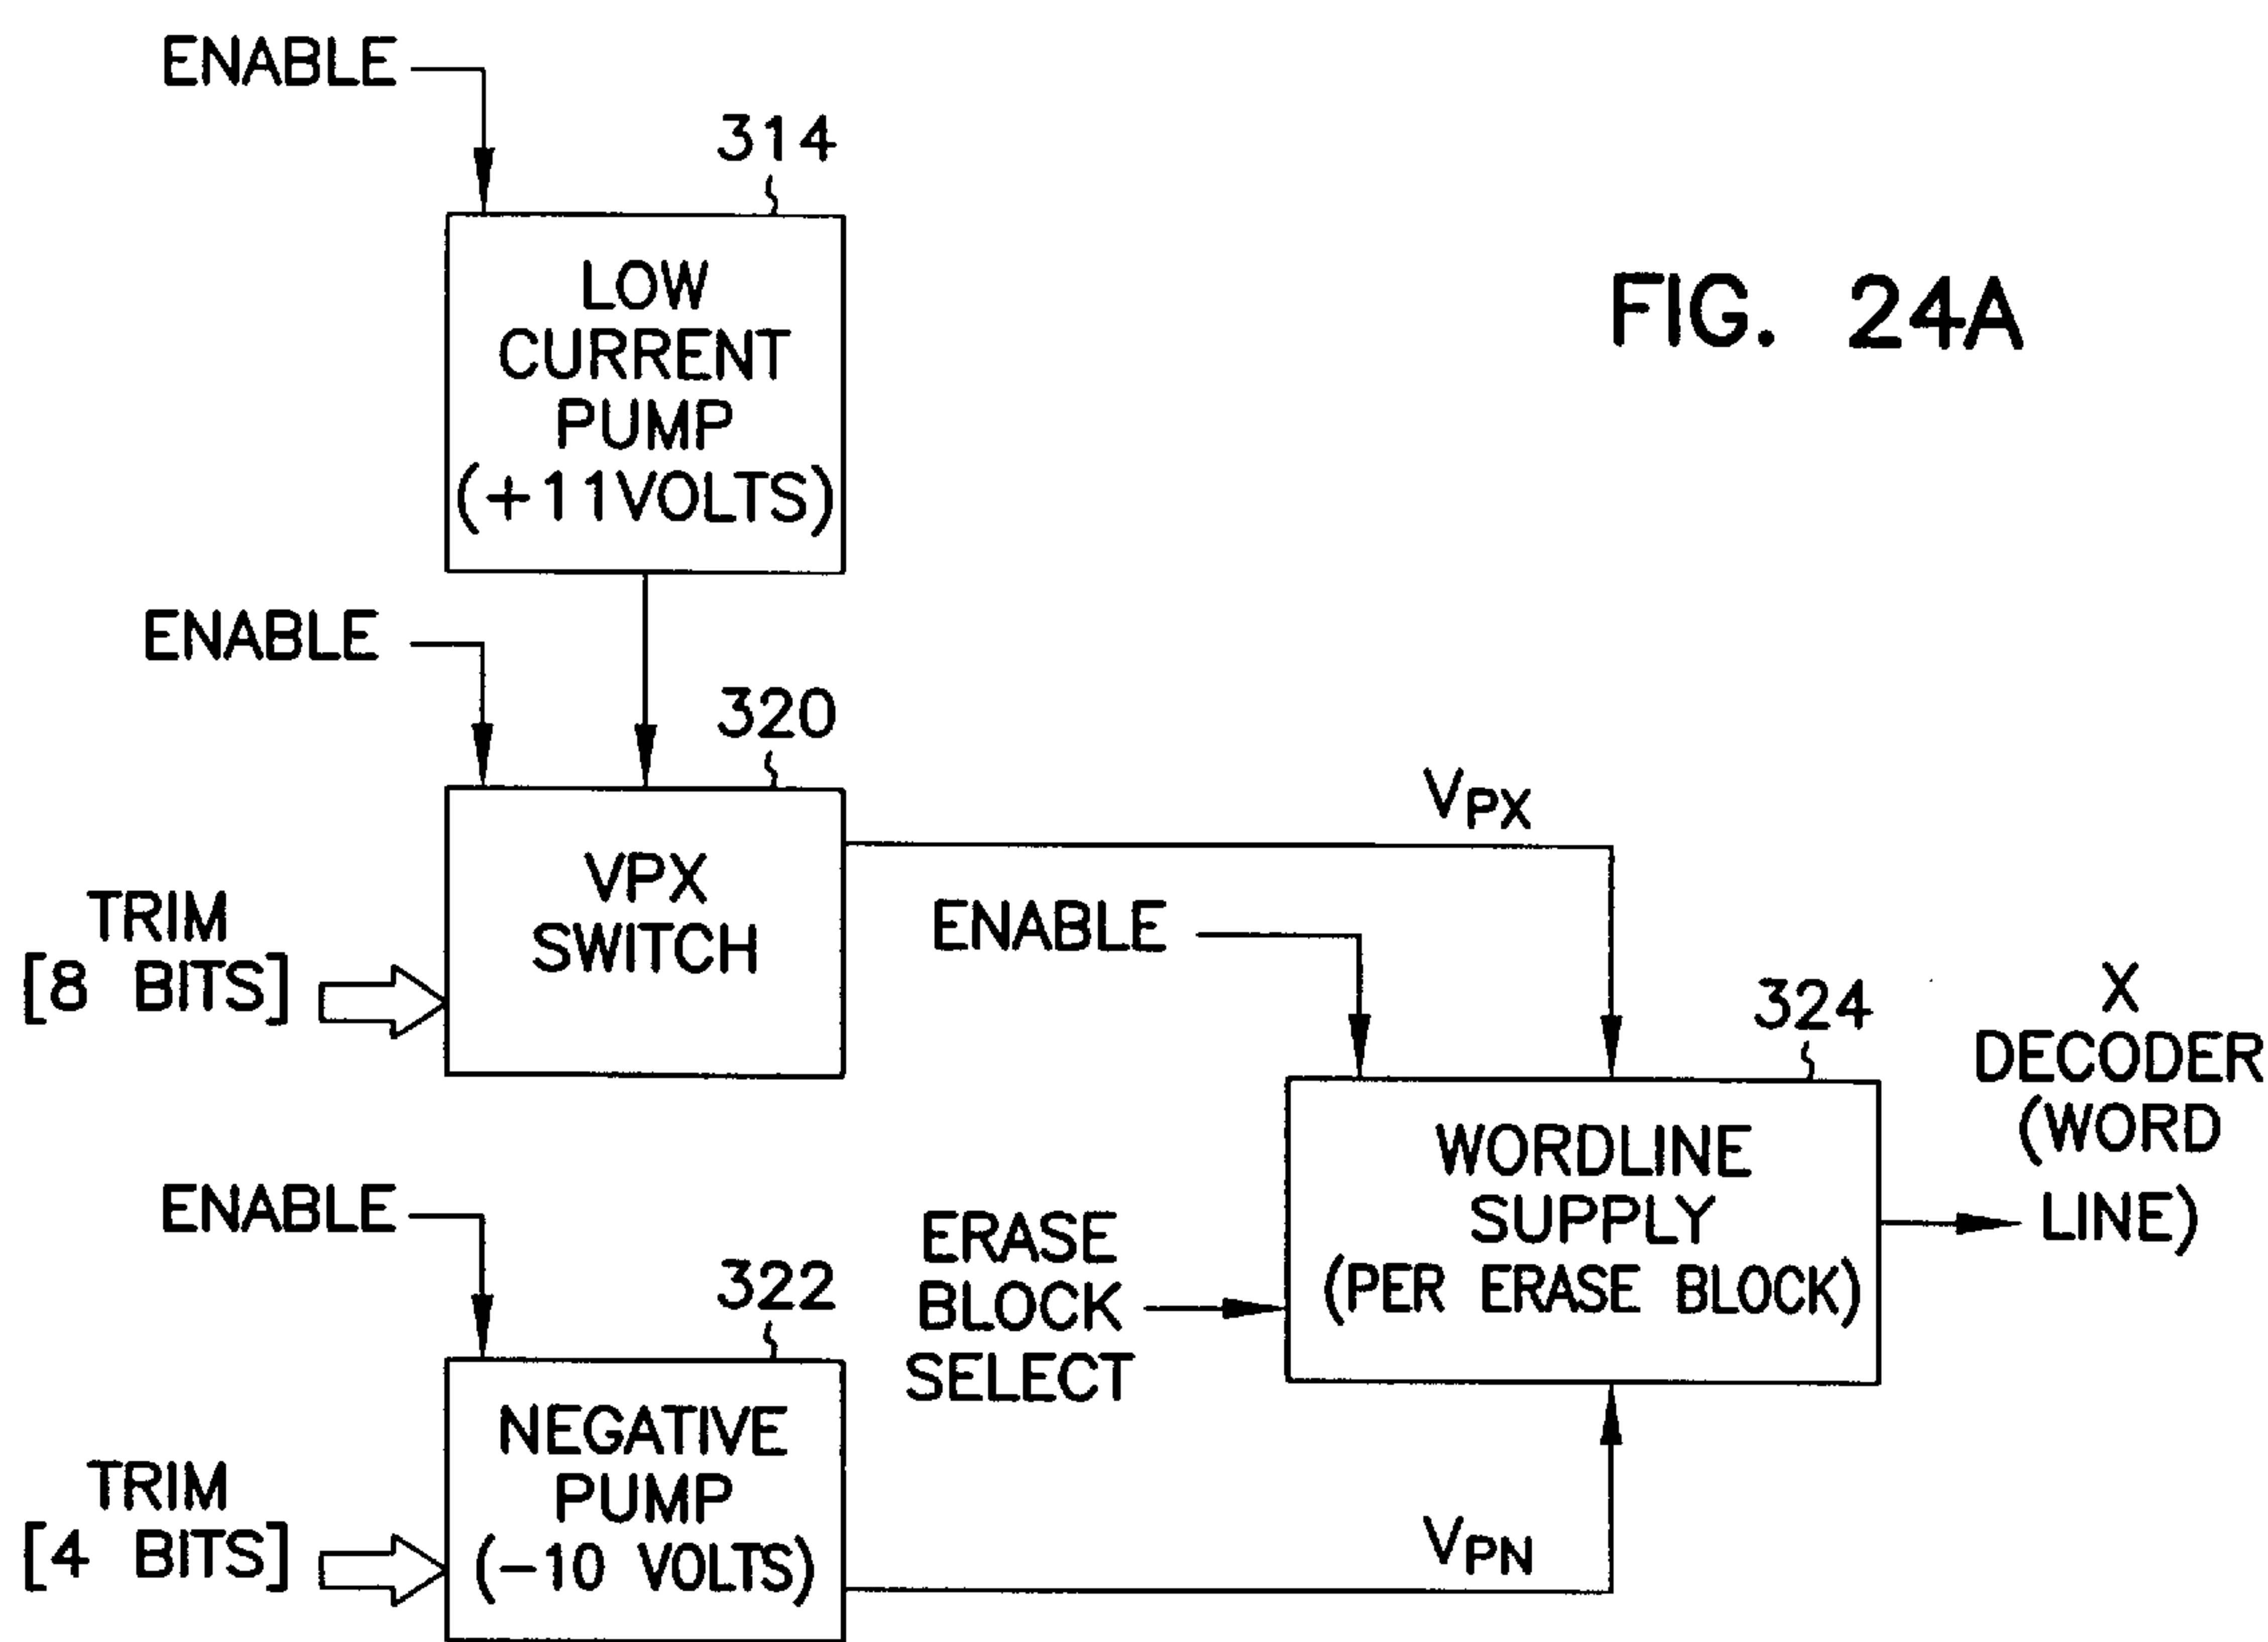 ENABLE
314
LOW
CURRENT
PUMP
(+11VOLTS)
FIG. 24A
ENABLE
320
VPX
SWITCH
TRIM
[8 BITS]
VPX
ENABLE
324
X
DECODER
(WORD
LINE)
WORDLINE
SUPPLY
(PER ERASE BLOCK)
ERASE
BLOCK
SELECT
ENABLE
322
NEGATIVE
PUMP
(-10 VOLTS)
TRIM
[4 BITS]
VPN